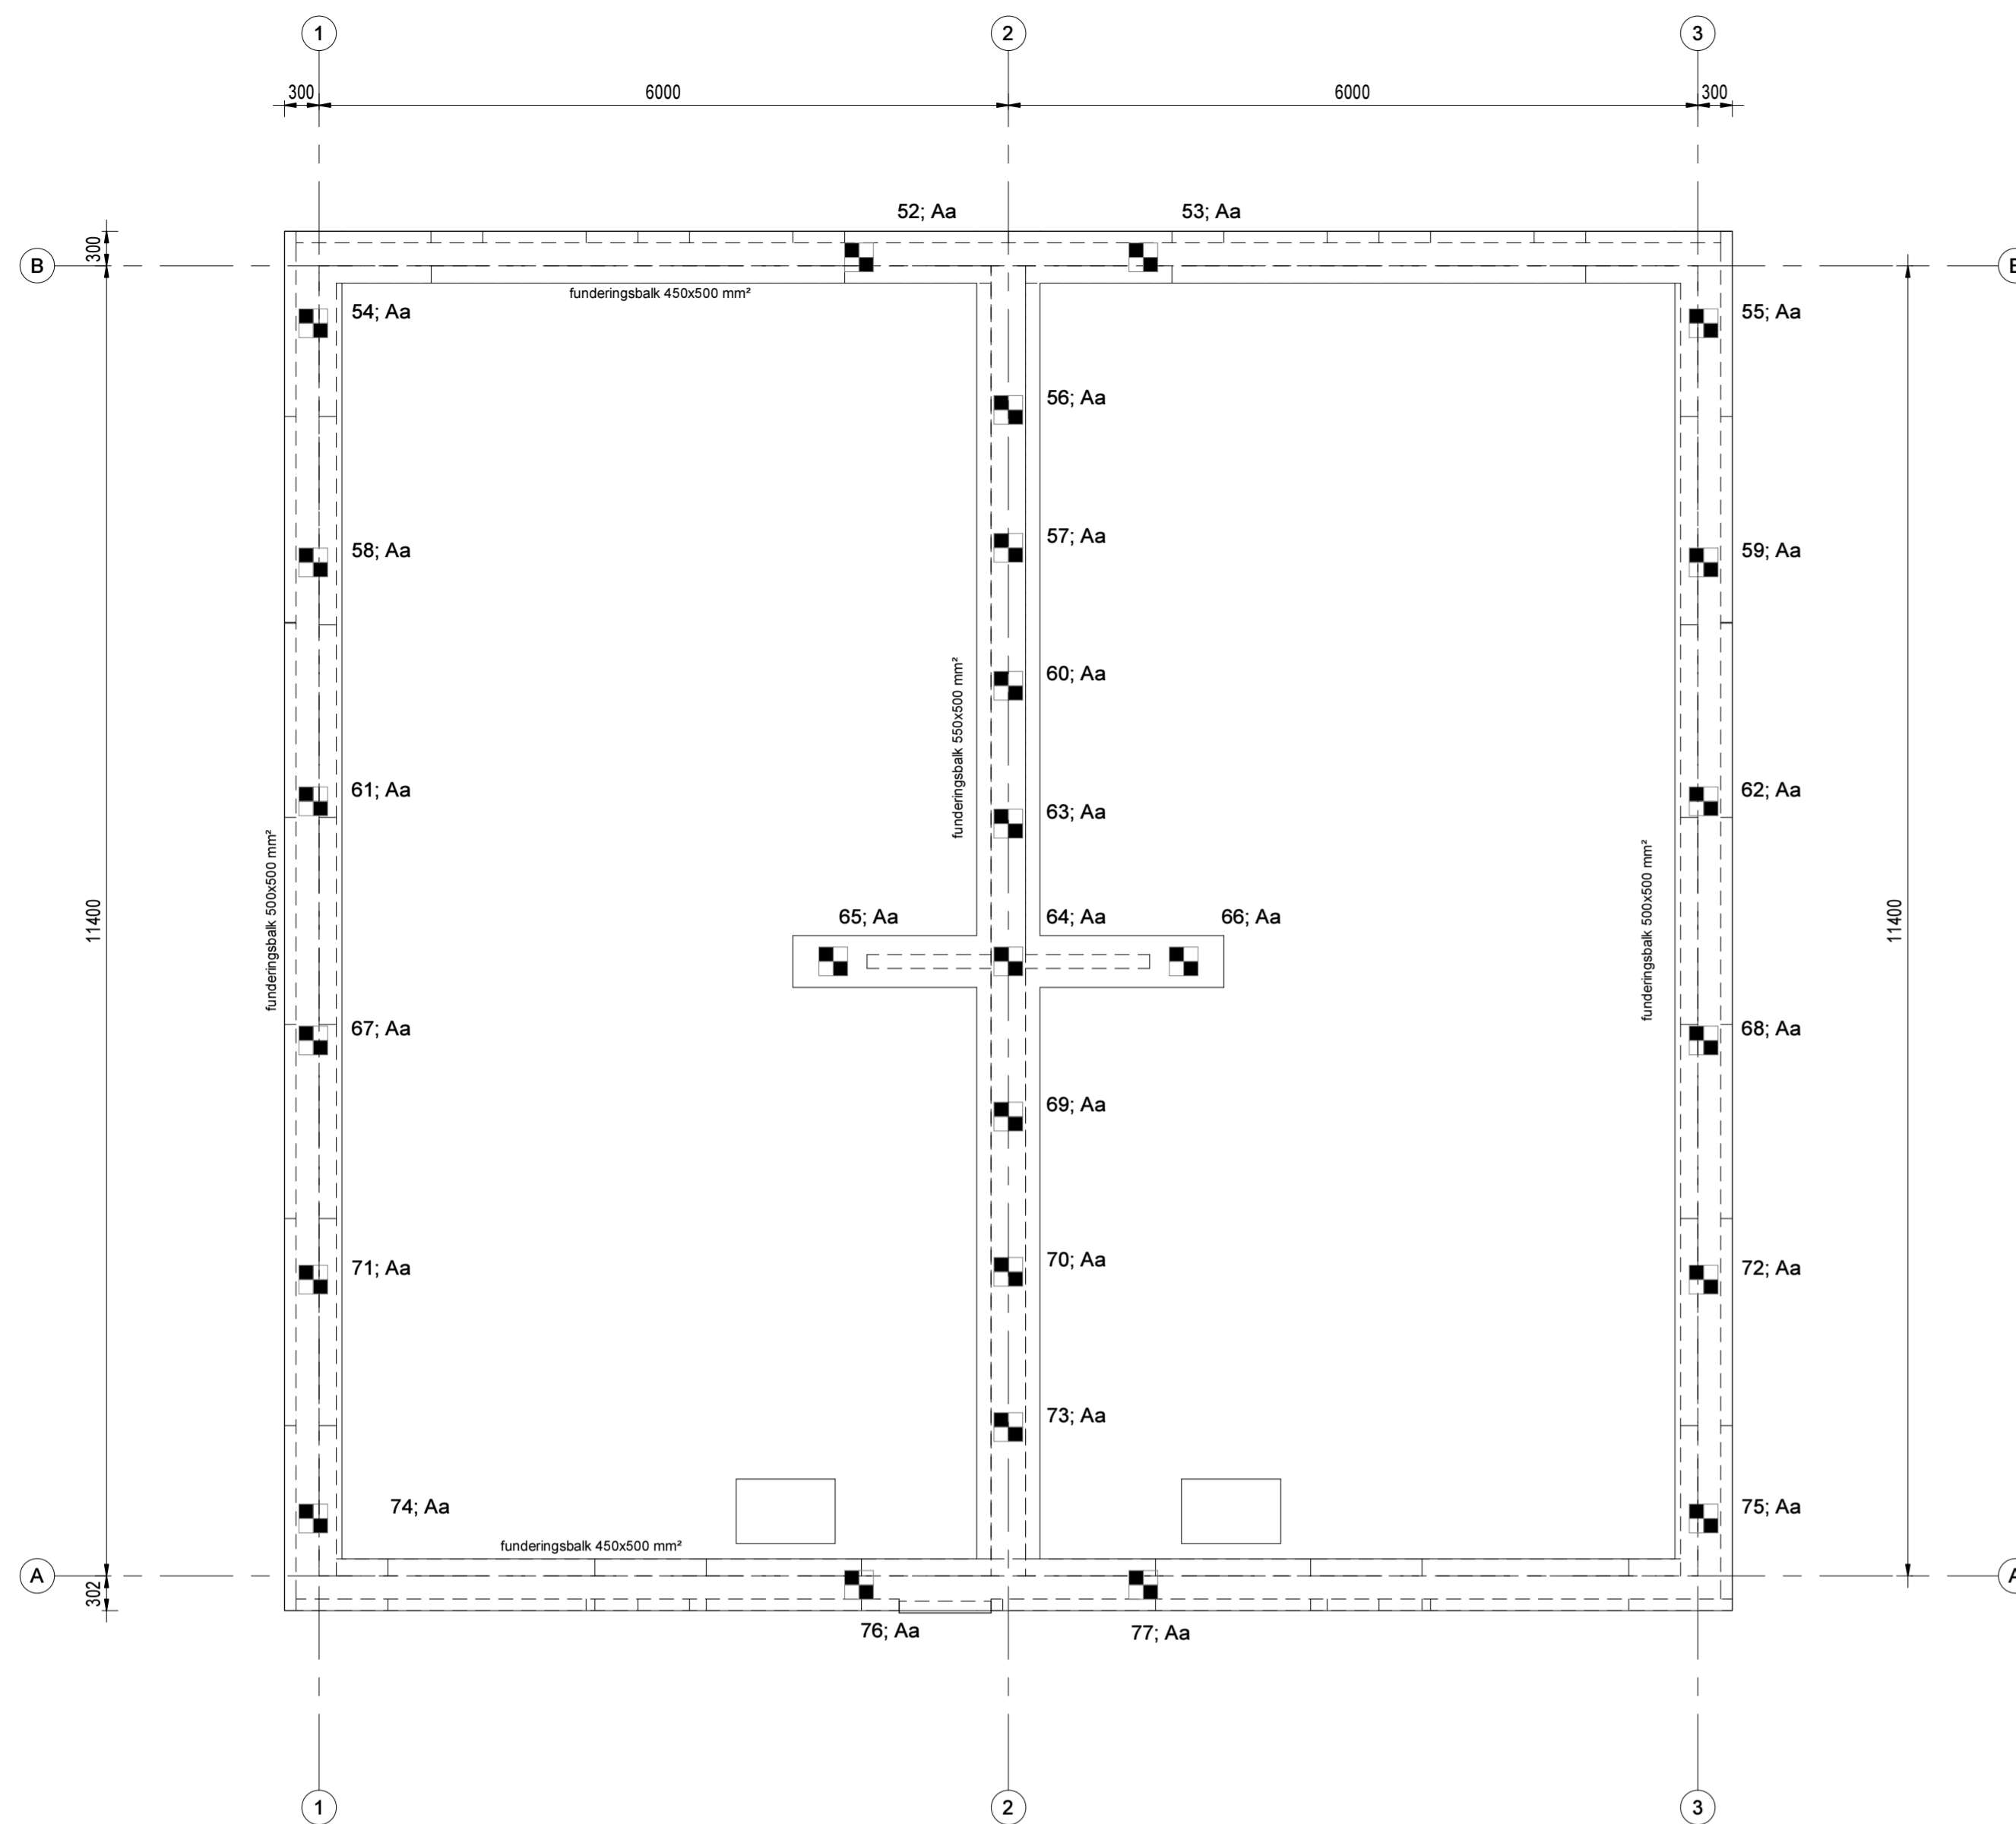 1
2
3
300
6000
6000
300
52; Aa
53; Aa
300
B
funderingsbalk 450x500 mm²
54; Aa
55; Aa
56; Aa
57; Aa
58; Aa
59; Aa
60; Aa
funderingsbalk 550x500 mm²
61; Aa
62; Aa
63; Aa
funderingsbalk 500x500 mm²
funderingsbalk 500x500 mm²
11400
11400
65; Aa
64; Aa
66; Aa
67; Aa
68; Aa
69; Aa
70; Aa
71; Aa
72; Aa
73; Aa
74; Aa
75; Aa
funderingsbalk 450x500 mm²
A
302
76; Aa
77; Aa
1
2
3